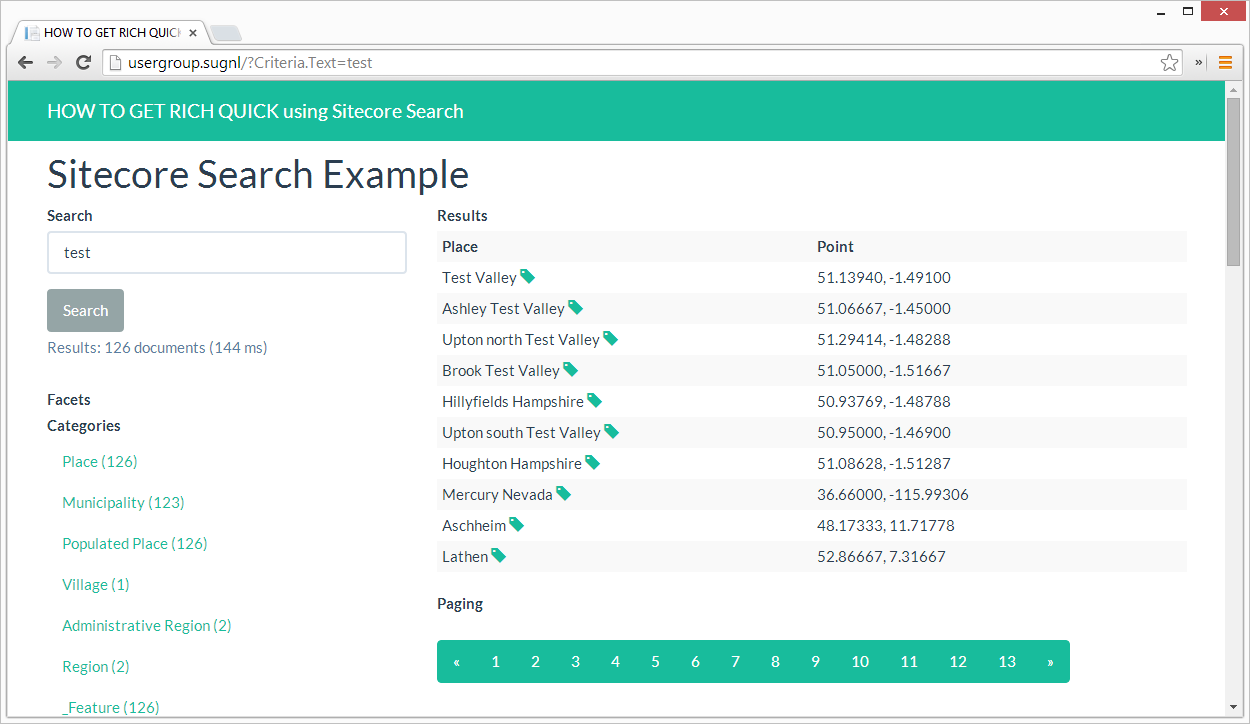 HOW TO GET RICH QUICK
usergroup.sugnl/?Criteria.Text=test
HOW TO GET RICH QUICK using Sitecore Search
Sitecore Search Example
Search
test
Search
Results: 126 documents (144 ms)
Facets
Categories
Place (126)
Municipality (123)
Populated Place (126)
Village (1)
Administrative Region (2)
Region (2)
_Feature (126)
Results
Place Point
Test Valley 51.13940, -1.49100
Ashley Test Valley 51.06667, -1.45000
Upton north Test Valley 51.29414, -1.48288
Brook Test Valley 51.05000, -1.51667
Hillyfields Hampshire 50.93769, -1.48788
Upton south Test Valley 50.95000, -1.46900
Houghton Hampshire 51.08628, -1.51287
Mercury Nevada 36.66000, -115.99306
Aschheim 48.17333, 11.71778
Lathen 52.86667, 7.31667
Paging
« 1 2 3 4 5 6 7 8 9 10 11 12 13 »